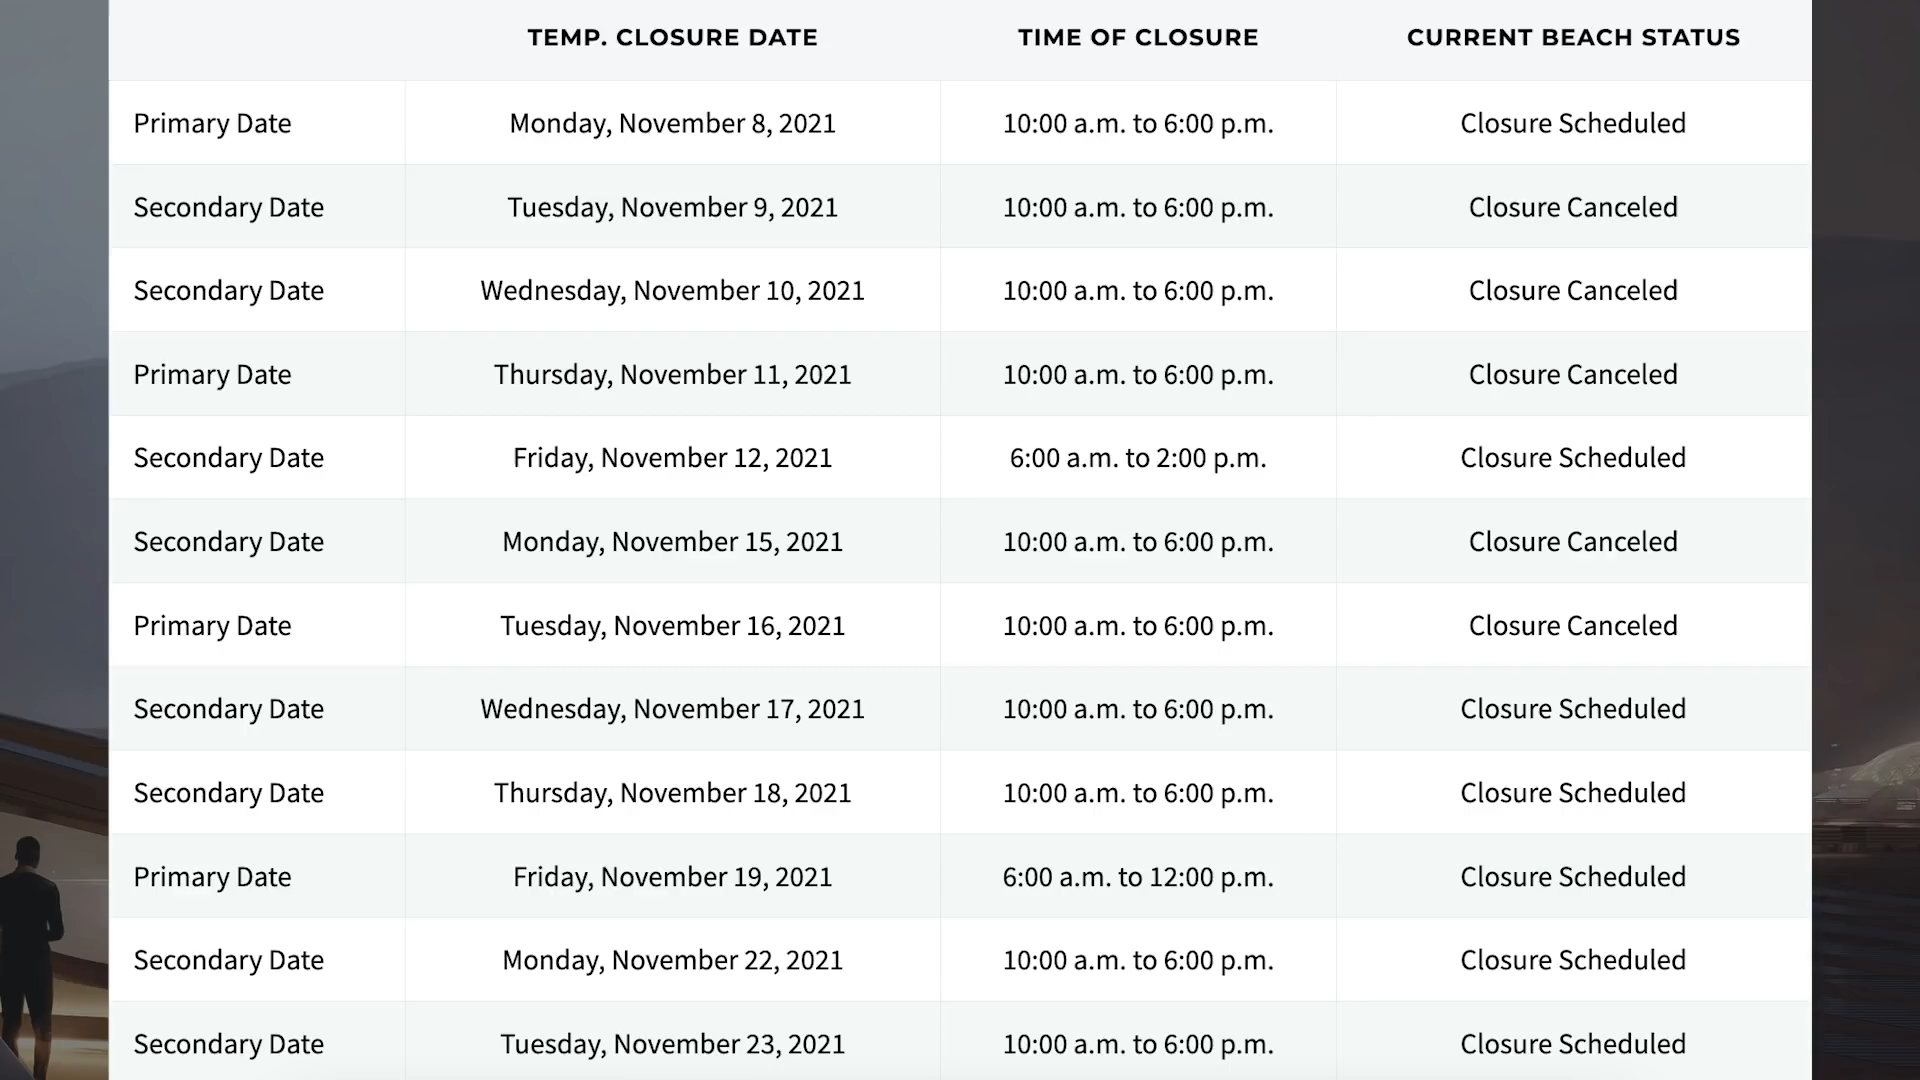 TEMP. CLOSURE DATE TIME OF CLOSURE CURRENT BEACH STATUS
Primary Date Monday, November 8, 2021 10:00 a.m. to 6:00 p.m. Closure Scheduled
Secondary Date Tuesday, November 9, 2021 10:00 a.m. to 6:00 p.m. Closure Canceled
Secondary Date Wednesday, November 10, 2021 10:00 a.m. to 6:00 p.m. Closure Canceled
Primary Date Thursday, November 11, 2021 10:00 a.m. to 6:00 p.m. Closure Canceled
Secondary Date Friday, November 12, 2021 6:00 a.m. to 2:00 p.m. Closure Scheduled
Secondary Date Monday, November 15, 2021 10:00 a.m. to 6:00 p.m. Closure Canceled
Primary Date Tuesday, November 16, 2021 10:00 a.m. to 6:00 p.m. Closure Canceled
Secondary Date Wednesday, November 17, 2021 10:00 a.m. to 6:00 p.m. Closure Scheduled
Secondary Date Thursday, November 18, 2021 10:00 a.m. to 6:00 p.m. Closure Scheduled
Primary Date Friday, November 19, 2021 6:00 a.m. to 12:00 p.m. Closure Scheduled
Secondary Date Monday, November 22, 2021 10:00 a.m. to 6:00 p.m. Closure Scheduled
Secondary Date Tuesday, November 23, 2021 10:00 a.m. to 6:00 p.m. Closure Scheduled